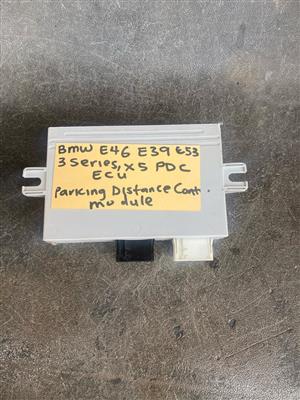 BMW E46 E39 E53
3 Series, X5 PDC
ECU
Parking Distance Cont
module